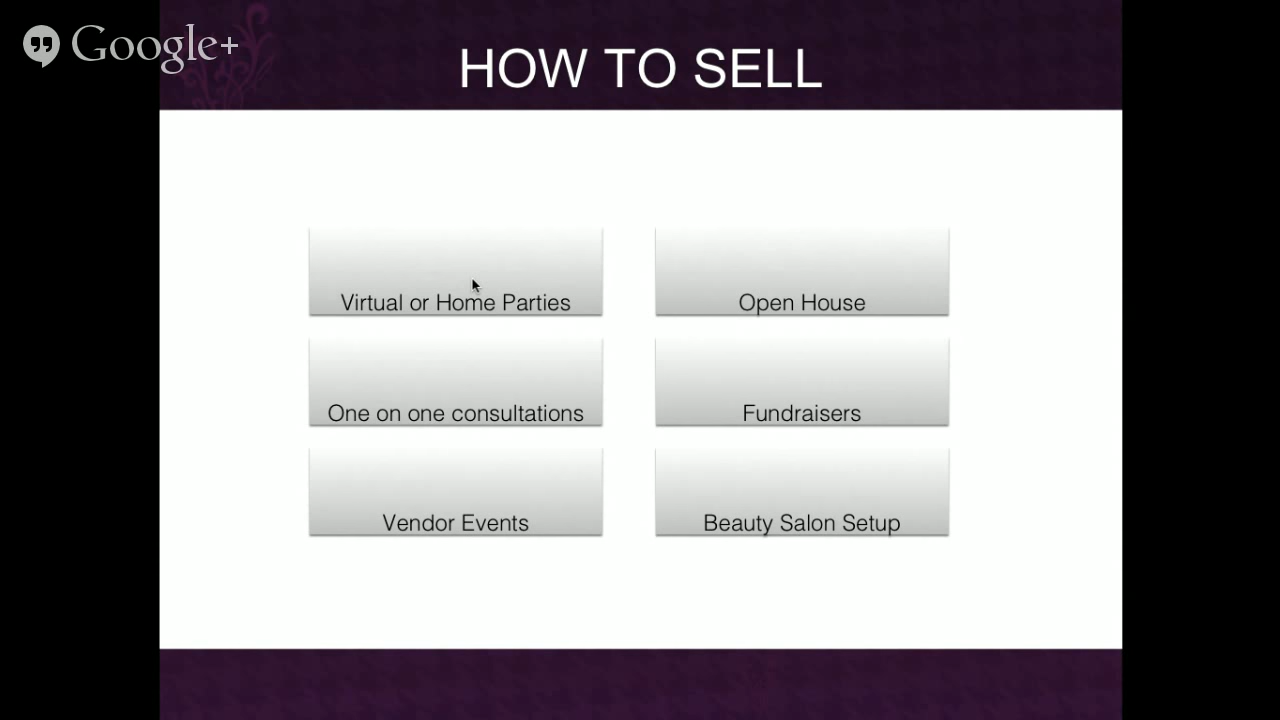 Google+
HOW TO SELL
Virtual or Home Parties
Open House
One on one consultations
Fundraisers
Vendor Events
Beauty Salon Setup